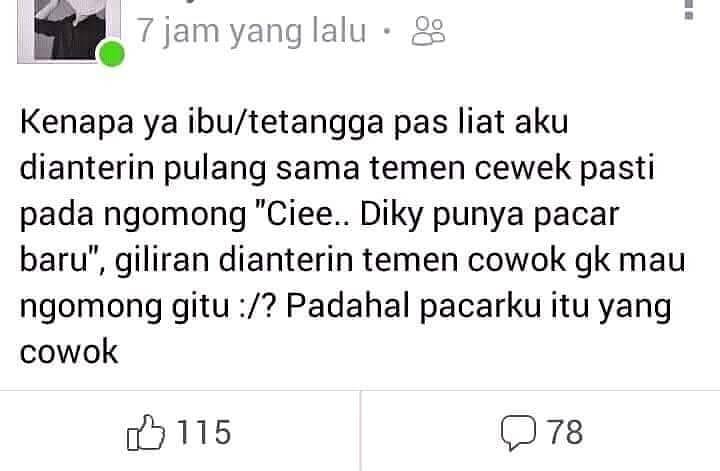 7 jam yang lalu
Kenapa ya ibu/tetangga pas liat aku
dianterin pulang sama temen cewek pasti
pada ngomong "Ciee.. Diky punya pacar
baru", giliran dianterin temen cowok gk mau
ngomong gitu :/? Padahal pacarku itu yang
cowok
115
78